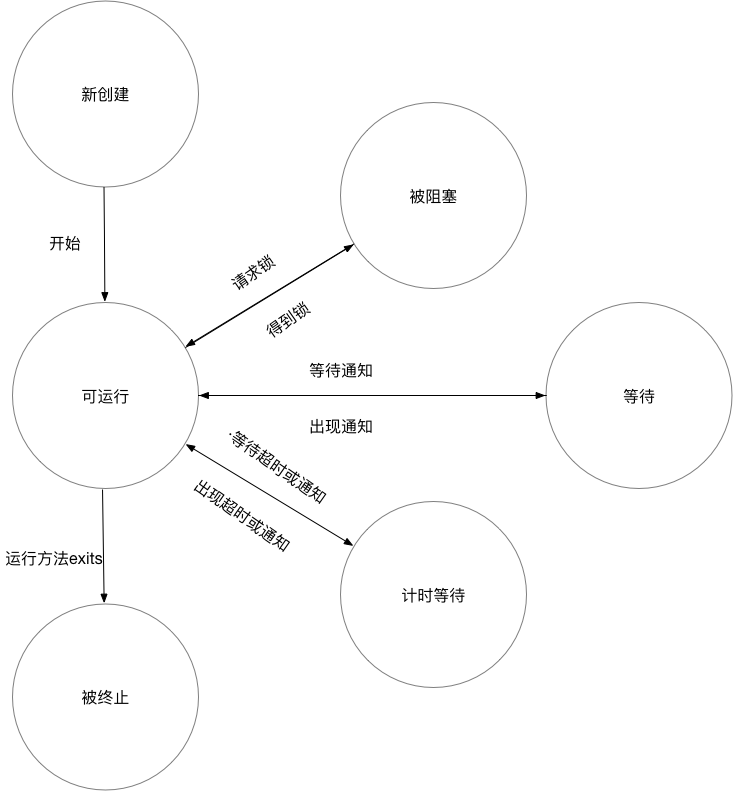 新创建
被阻塞
开始
请求锁
得到锁
等待通知
可运行
等待
出现通知
·等待超时或通知
出现超时或通知
运行方法exits
计时等待
被终止